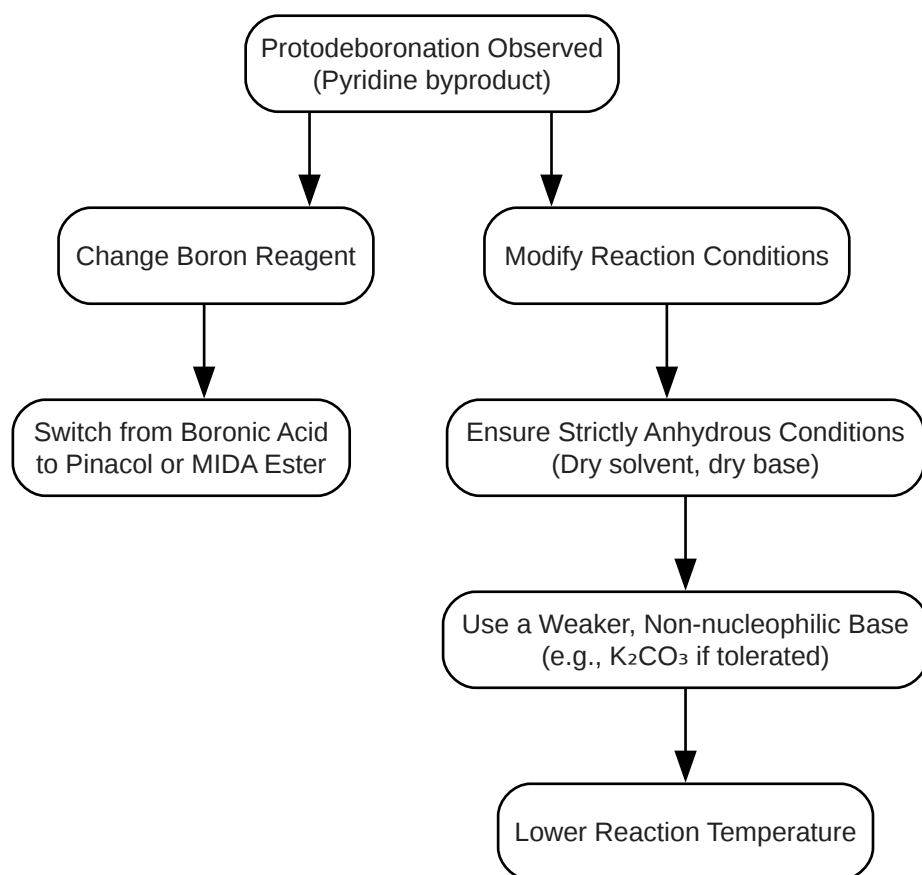 Protodeboronation Observed
(Pyridine byproduct)
Change Boron Reagent
Modify Reaction Conditions
Switch from Boronic Acid
to Pinacol or MIDA Ester
Ensure Strictly Anhydrous Conditions
(Dry solvent, dry base)
Use a Weaker, Non-nucleophilic Base
(e.g., K₂CO₃ if tolerated)
Lower Reaction Temperature